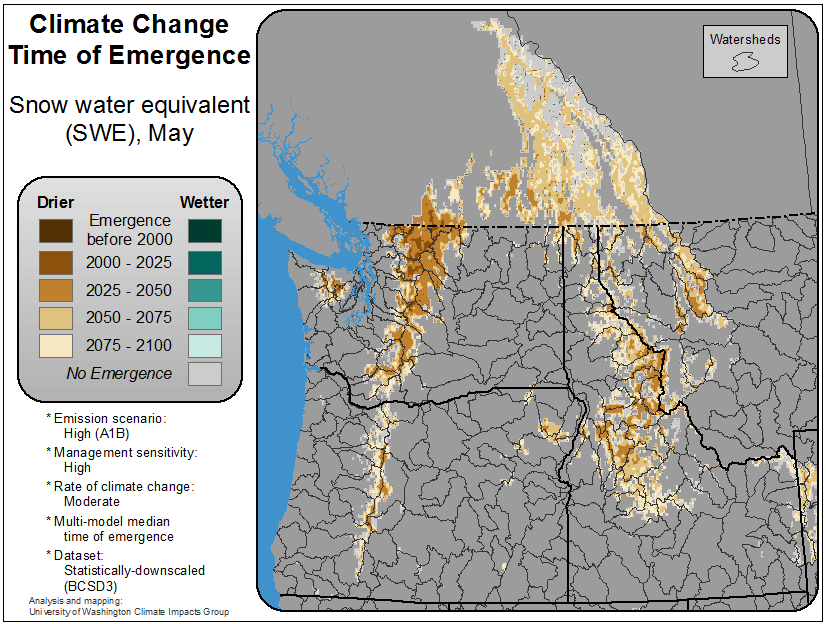 Climate Change
Time of Emergence
Snow water equivalent
(SWE), May
Watersheds
Drier
Wetter
Emergence
before 2000
2000 - 2025
2025 - 2050
2050 - 2075
2075 - 2100
No Emergence
* Emission scenario:
High (A1B)
* Management sensitivity:
High
* Rate of climate change:
Moderate
* Multi-model median
time of emergence
* Dataset:
Statistically-downscaled
(BCSD3)
Analysis and mapping:
University of Washington Climate Impacts Group